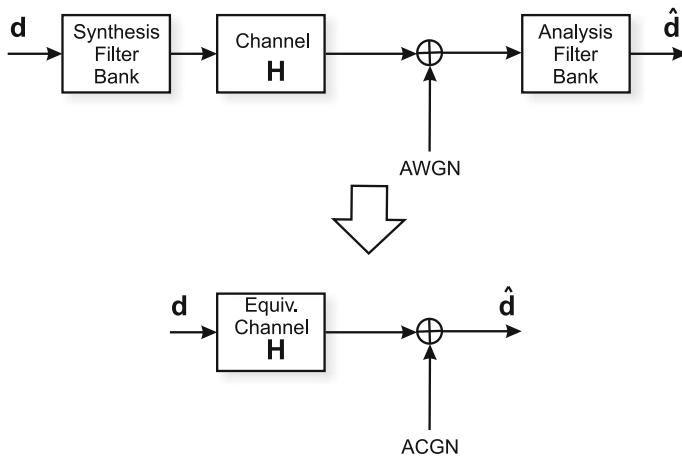 d
Synthesis
Filter
Bank
Channel
H
Analysis
Filter
Bank
d̂
AWGN
d
Equiv.
Channel
H
d̂
ACGN